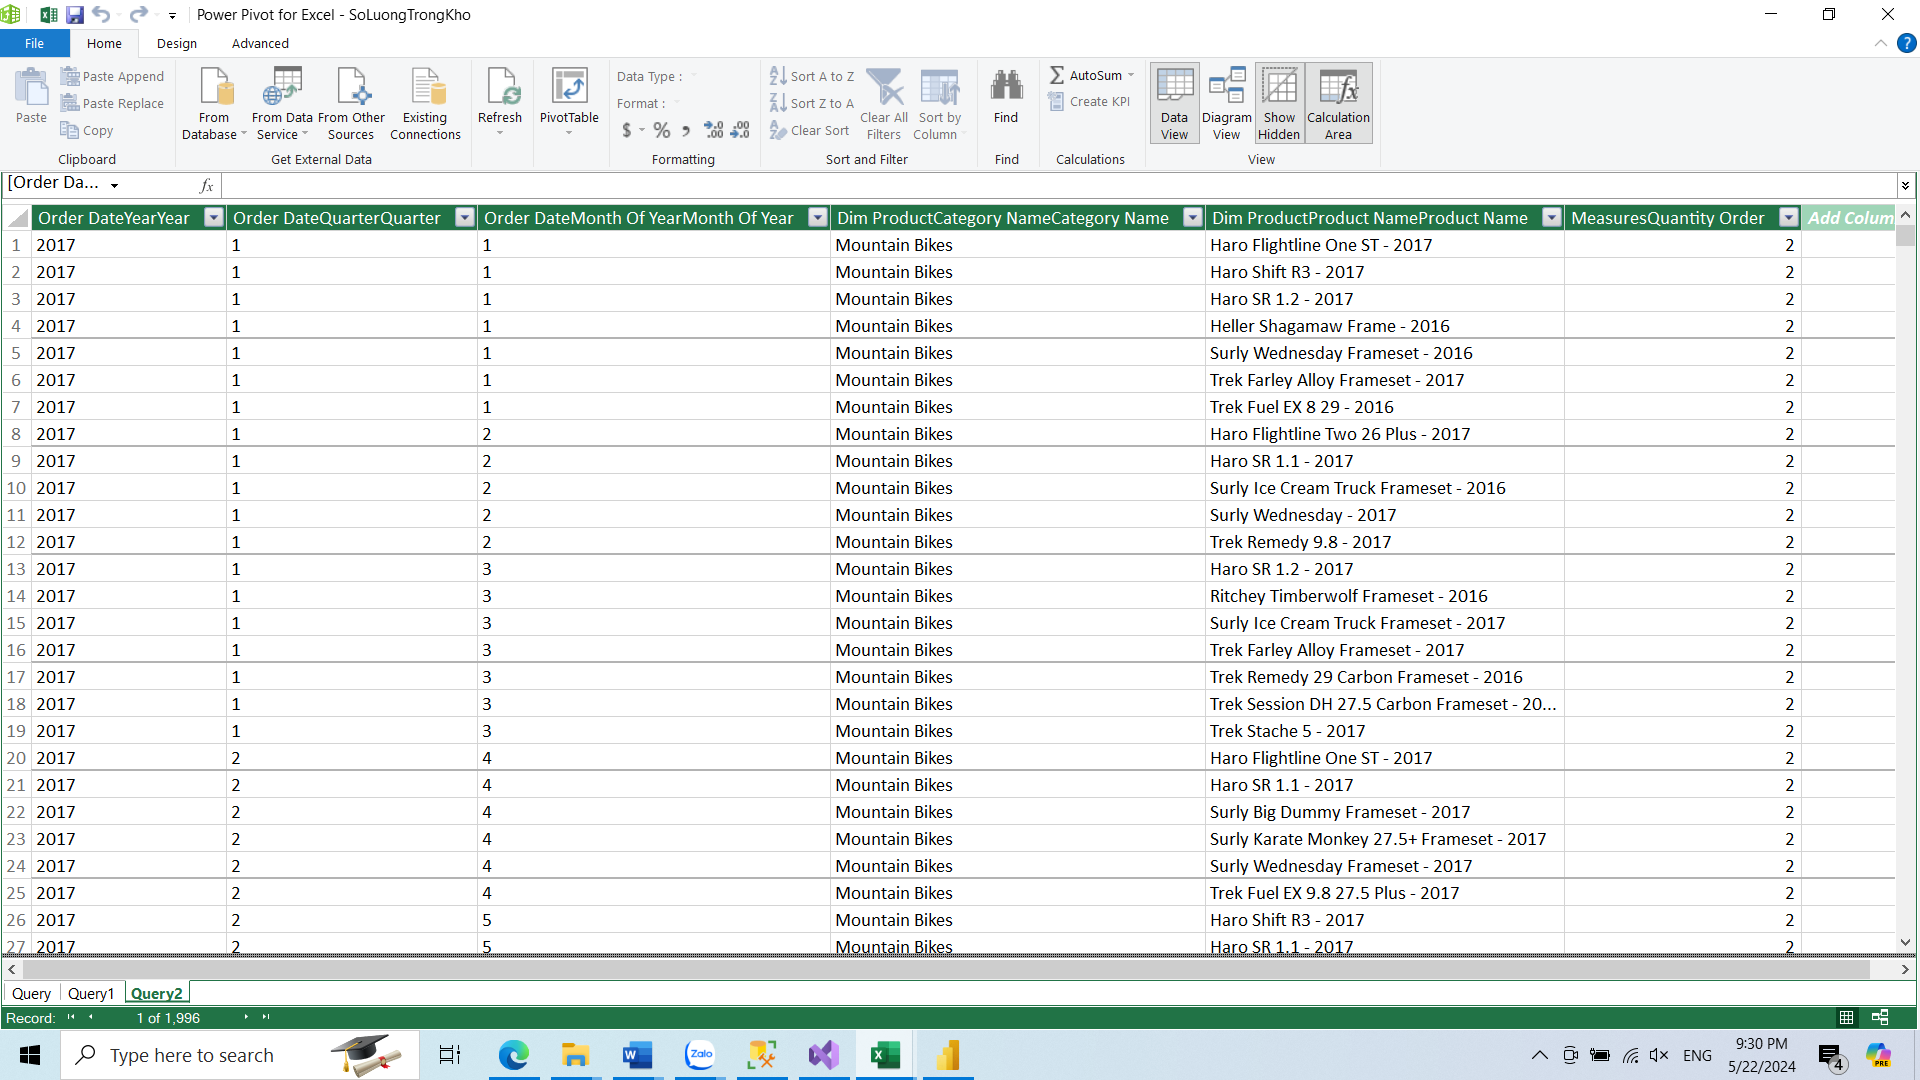 Power Pivot for Excel - SoLuongTrongKho
File Home Design Advanced
Paste
Paste Append
Paste Replace
Copy
Clipboard
From Database
From Data Service
From Other Sources
Existing Connections
Get External Data
Refresh
PivotTable
Data Type :
Format :
$ % ,
Formatting
Sort A to Z
Sort Z to A
Clear Sort
Clear All Filters
Sort by Column
Sort and Filter
Find
Find
AutoSum
Create KPI
Calculations
Data View
Diagram View
Show Hidden
Calculation Area
View
[Order Da... fx
Order DateYearYear Order DateQuarterQuarter Order DateMonth Of YearMonth Of Year Dim ProductCategory NameCategory Name Dim ProductProduct NameProduct Name MeasuresQuantity Order Add Colum
1 2017 1 1 Mountain Bikes Haro Flightline One ST - 2017 2
2 2017 1 1 Mountain Bikes Haro Shift R3 - 2017 2
3 2017 1 1 Mountain Bikes Haro SR 1.2 - 2017 2
4 2017 1 1 Mountain Bikes Heller Shagamaw Frame - 2016 2
5 2017 1 1 Mountain Bikes Surly Wednesday Frameset - 2016 2
6 2017 1 1 Mountain Bikes Trek Farley Alloy Frameset - 2017 2
7 2017 1 1 Mountain Bikes Trek Fuel EX 8 29 - 2016 2
8 2017 1 2 Mountain Bikes Haro Flightline Two 26 Plus - 2017 2
9 2017 1 2 Mountain Bikes Haro SR 1.1 - 2017 2
10 2017 1 2 Mountain Bikes Surly Ice Cream Truck Frameset - 2016 2
11 2017 1 2 Mountain Bikes Surly Wednesday - 2017 2
12 2017 1 2 Mountain Bikes Trek Remedy 9.8 - 2017 2
13 2017 1 3 Mountain Bikes Haro SR 1.2 - 2017 2
14 2017 1 3 Mountain Bikes Ritchey Timberwolf Frameset - 2016 2
15 2017 1 3 Mountain Bikes Surly Ice Cream Truck Frameset - 2017 2
16 2017 1 3 Mountain Bikes Trek Farley Alloy Frameset - 2017 2
17 2017 1 3 Mountain Bikes Trek Remedy 29 Carbon Frameset - 2016 2
18 2017 1 3 Mountain Bikes Trek Session DH 27.5 Carbon Frameset - 20... 2
19 2017 1 3 Mountain Bikes Trek Stache 5 - 2017 2
20 2017 2 4 Mountain Bikes Haro Flightline One ST - 2017 2
21 2017 2 4 Mountain Bikes Haro SR 1.1 - 2017 2
22 2017 2 4 Mountain Bikes Surly Big Dummy Frameset - 2017 2
23 2017 2 4 Mountain Bikes Surly Karate Monkey 27.5+ Frameset - 2017 2
24 2017 2 4 Mountain Bikes Surly Wednesday Frameset - 2017 2
25 2017 2 4 Mountain Bikes Trek Fuel EX 9.8 27.5 Plus - 2017 2
26 2017 2 5 Mountain Bikes Haro Shift R3 - 2017 2
27 2017 2 5 Mountain Bikes Haro SR 1.1 - 2017 2
Query Query1 Query2
Record: 1 of 1,996
Type here to search
Zalo
ENG
9:30 PM
5/22/2024
4
PRE